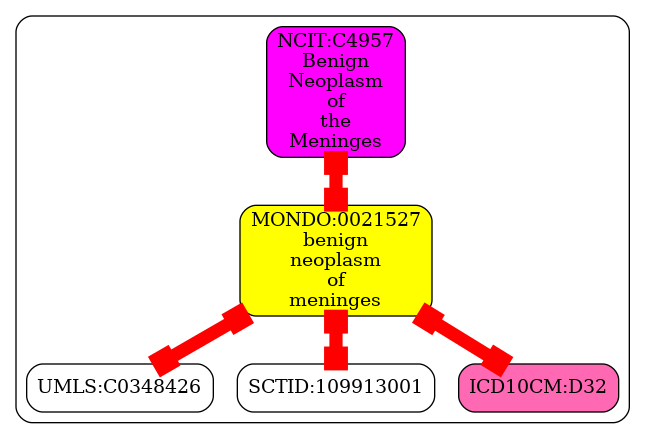 NCIT:C4957
Benign
Neoplasm
of
the
Meninges
MONDO:0021527
benign
neoplasm
of
meninges
UMLS:C0348426
SCTID:109913001
ICD10CM:D32